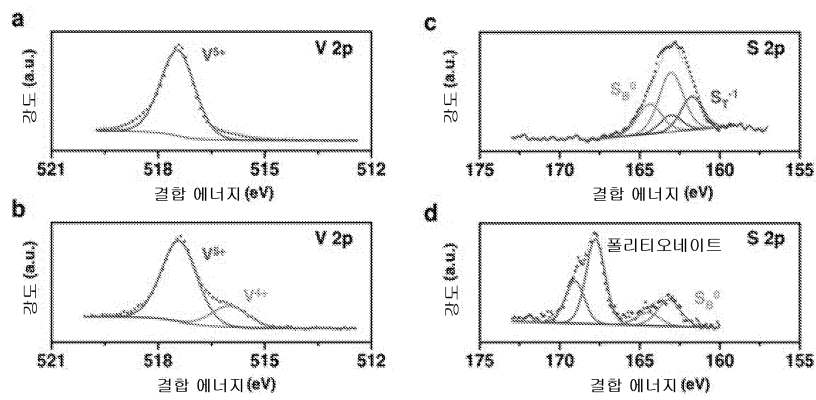 a
V 2p
V5+
강도 (a.u.)
521 518 515 512
결합 에너지 (eV)
b
V 2p
V5+
V4+
강도 (a.u.)
521 518 515 512
결합 에너지 (eV)
c
S 2p
SB0
ST-1
강도 (a.u.)
175 170 165 160 155
결합 에너지 (eV)
d
S 2p
폴리티오네이트
SB0
강도 (a.u.)
175 170 165 160 155
결합 에너지 (eV)